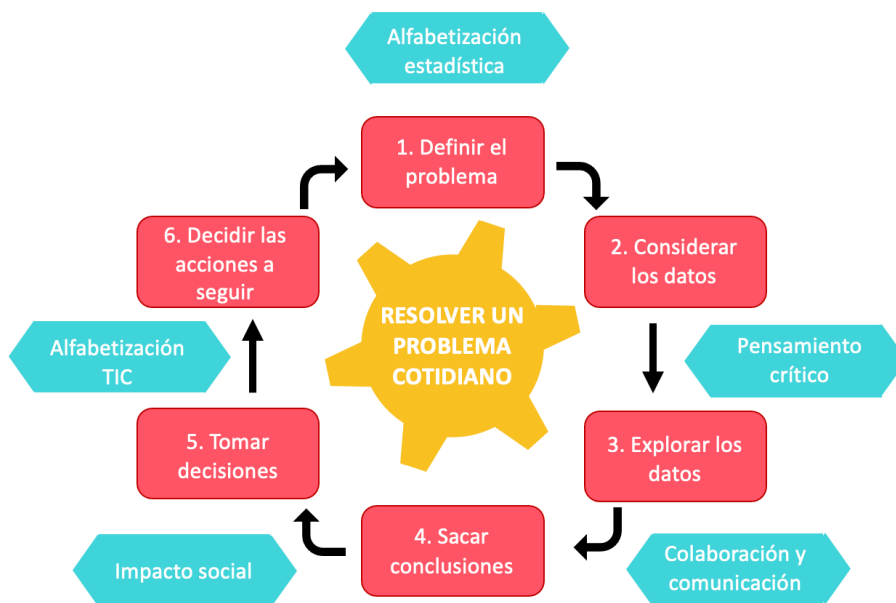 Alfabetización
estadística
1. Definir el
problema
2. Considerar
los datos
Pensamiento
crítico
3. Explorar los
datos
Colaboración y
comunicación
4. Sacar
conclusiones
Impacto social
5. Tomar
decisiones
Alfabetización
TIC
6. Decidir las
acciones a
seguir
RESOLVER UN
PROBLEMA
COTIDIANO